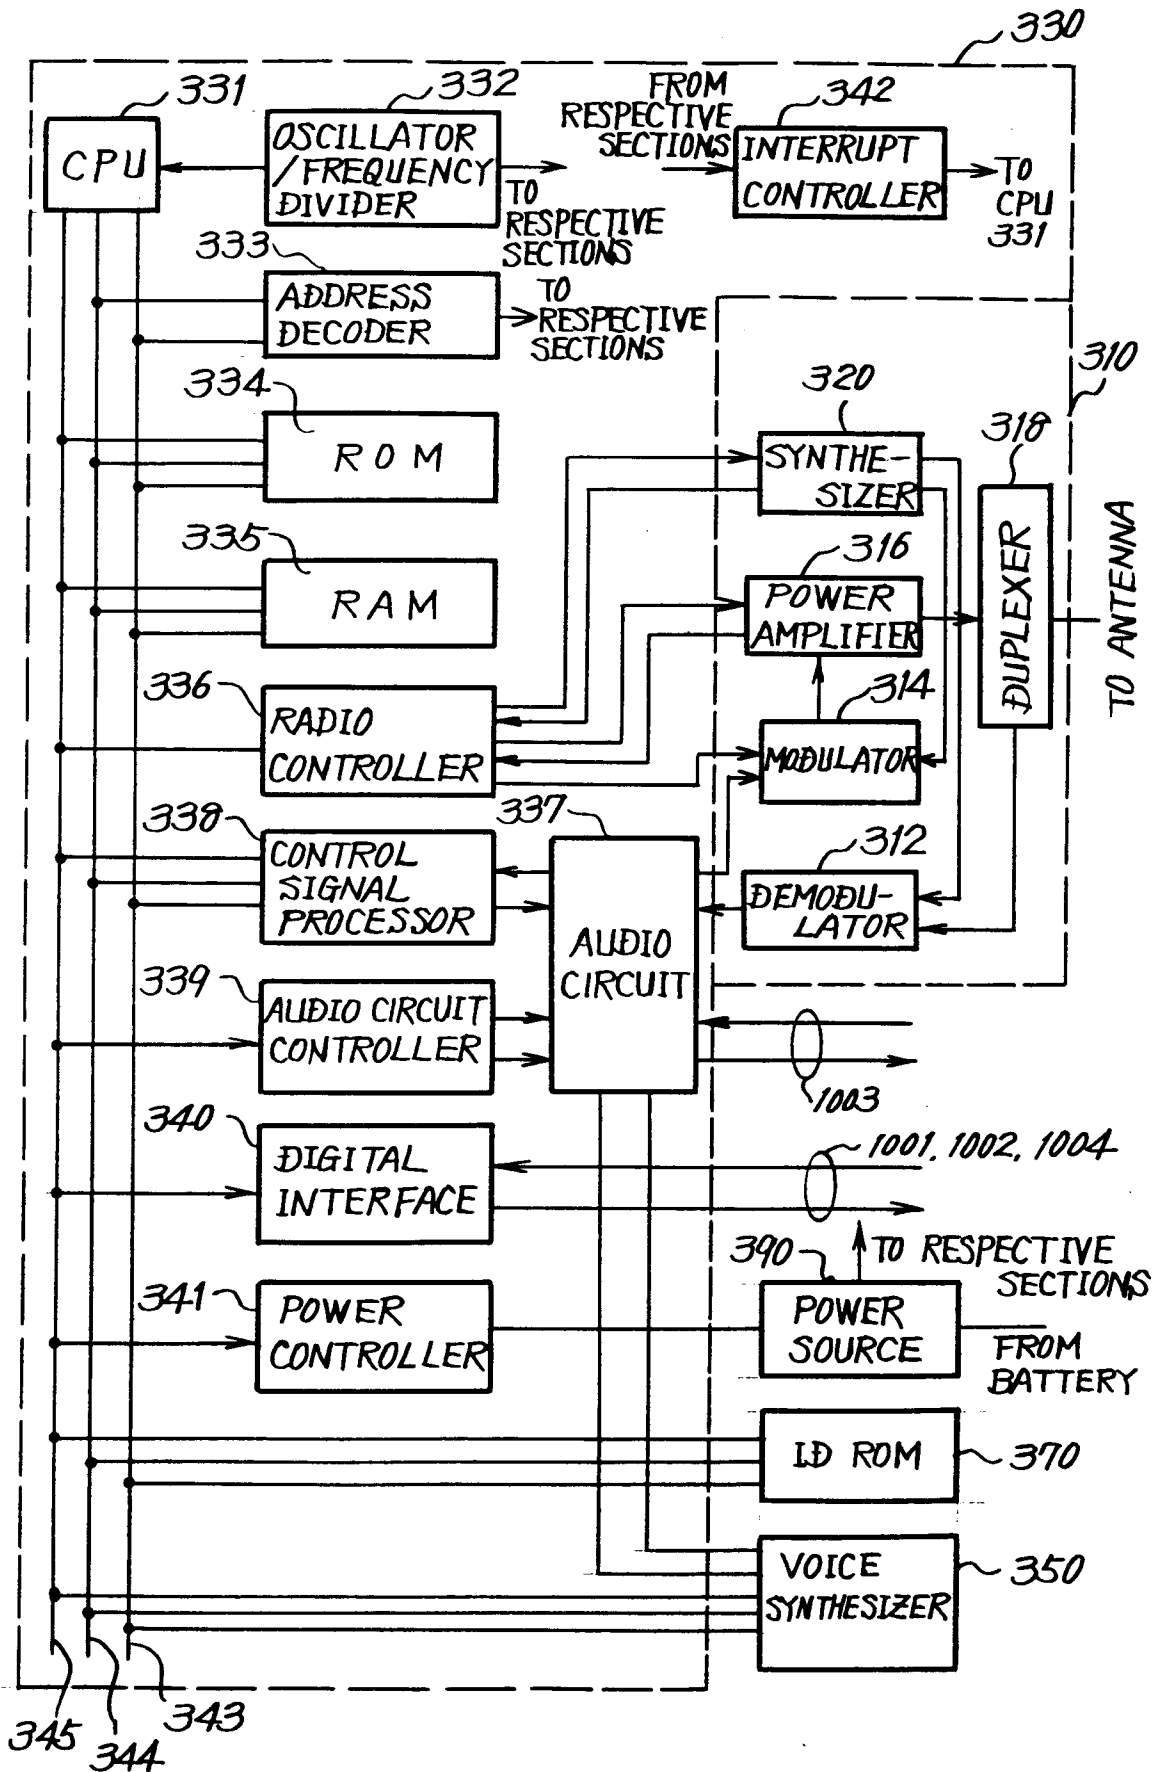 330
331
CPU
332
OSCILLATOR
/FREQUENCY
DIVIDER
TO
RESPECTIVE
SECTIONS
FROM
RESPECTIVE
SECTIONS
342
INTERRUPT
CONTROLLER
TO
CPU
331
333
ADDRESS
DECODER
TO
RESPECTIVE
SECTIONS
310
334
ROM
320
SYNTHE-
SIZER
318
DUPLEXER
TO ANTENNA
335
RAM
316
POWER
AMPLIFIER
336
RADIO
CONTROLLER
314
MODULATOR
338
CONTROL
SIGNAL
PROCESSOR
337
AUDIO
CIRCUIT
312
DEMODU-
LATOR
339
AUDIO CIRCUIT
CONTROLLER
1003
340
DIGITAL
INTERFACE
1001, 1002, 1004
390
TO RESPECTIVE
SECTIONS
341
POWER
CONTROLLER
POWER
SOURCE
FROM
BATTERY
ID ROM
370
VOICE
SYNTHESIZER
350
345
344
343